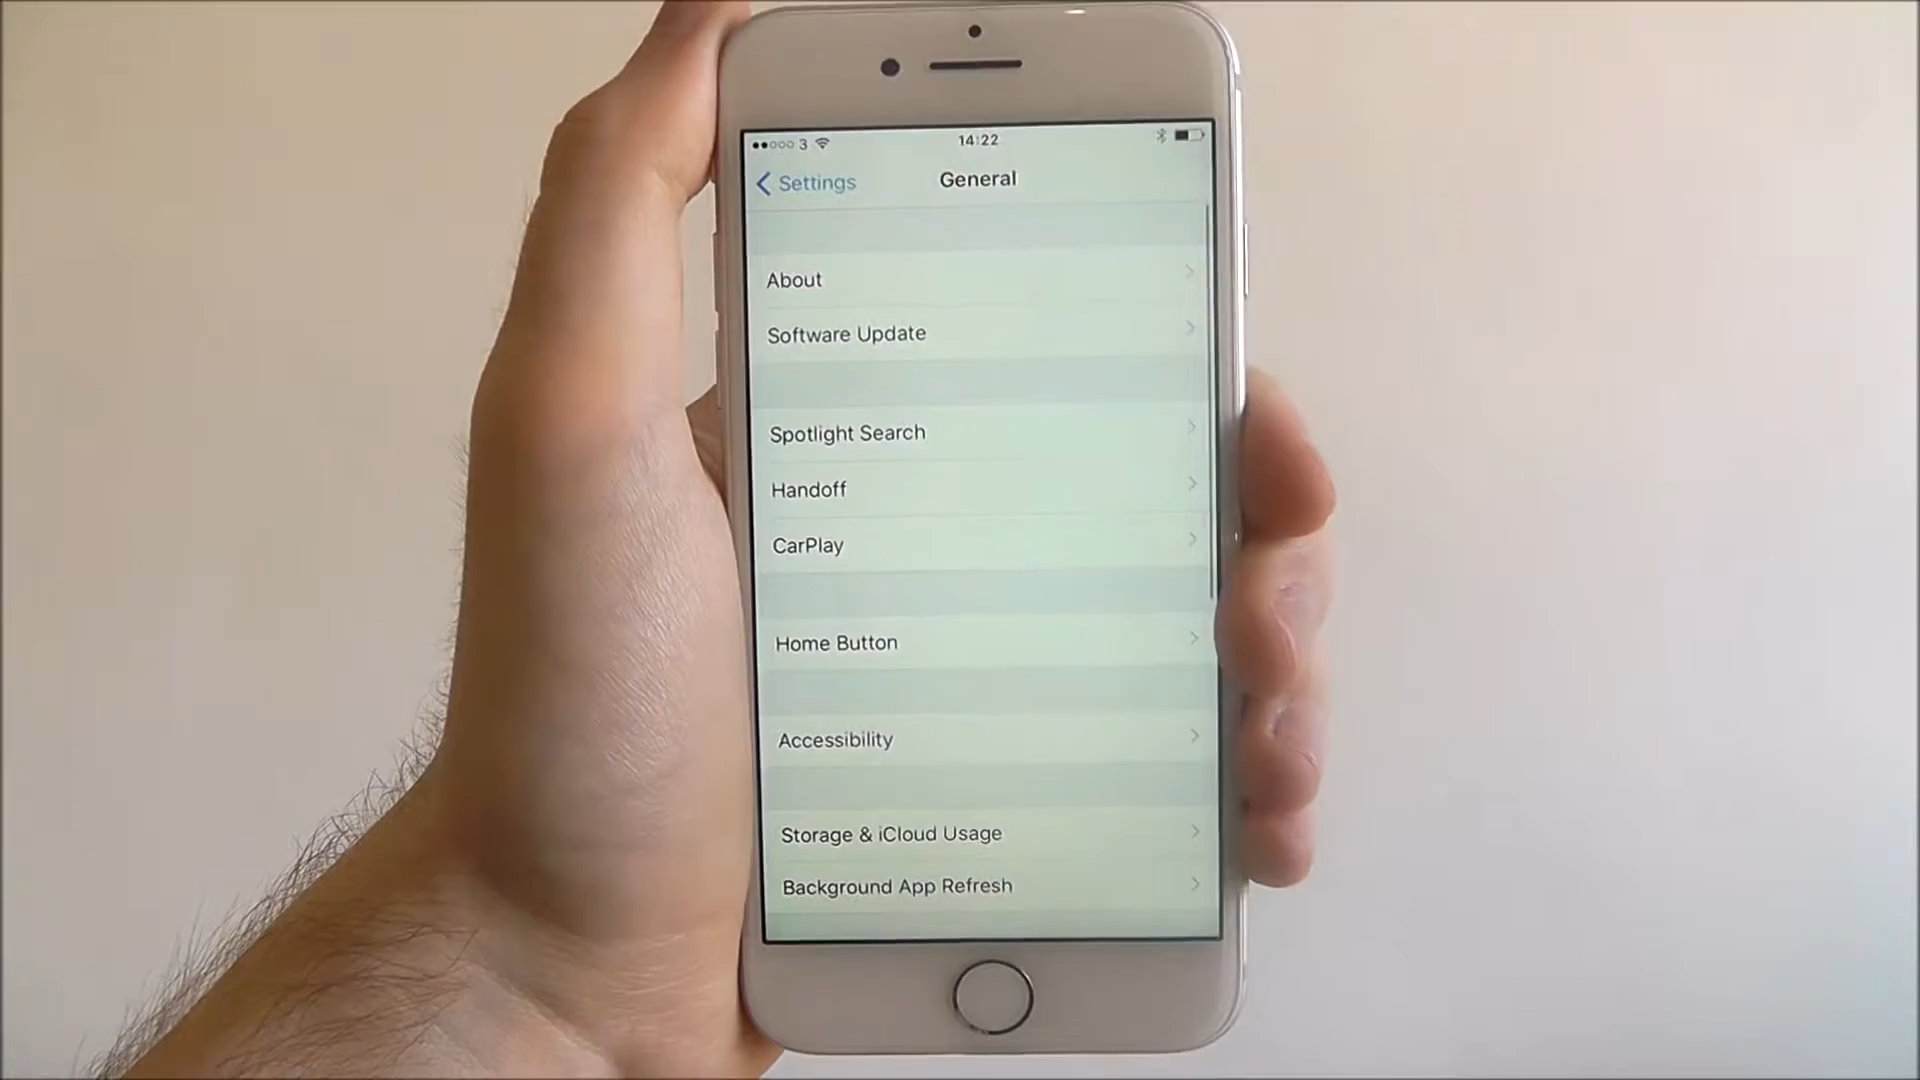 3 14:22
Settings General
About
Software Update
Spotlight Search
Handoff
CarPlay
Home Button
Accessibility
Storage & iCloud Usage
Background App Refresh